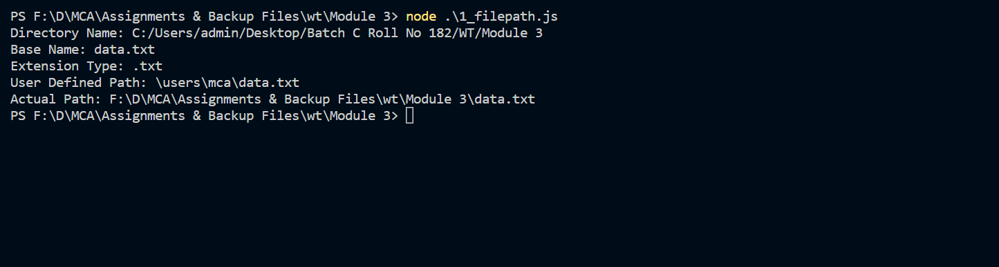 PS F:\D\MCA\Assignments & Backup Files\wt\Module 3> node .\1_filepath.js
Directory Name: C:/Users/admin/Desktop/Batch C Roll No 182/WT/Module 3
Base Name: data.txt
Extension Type: .txt
User Defined Path: \users\mca\data.txt
Actual Path: F:\D\MCA\Assignments & Backup Files\wt\Module 3\data.txt
PS F:\D\MCA\Assignments & Backup Files\wt\Module 3>